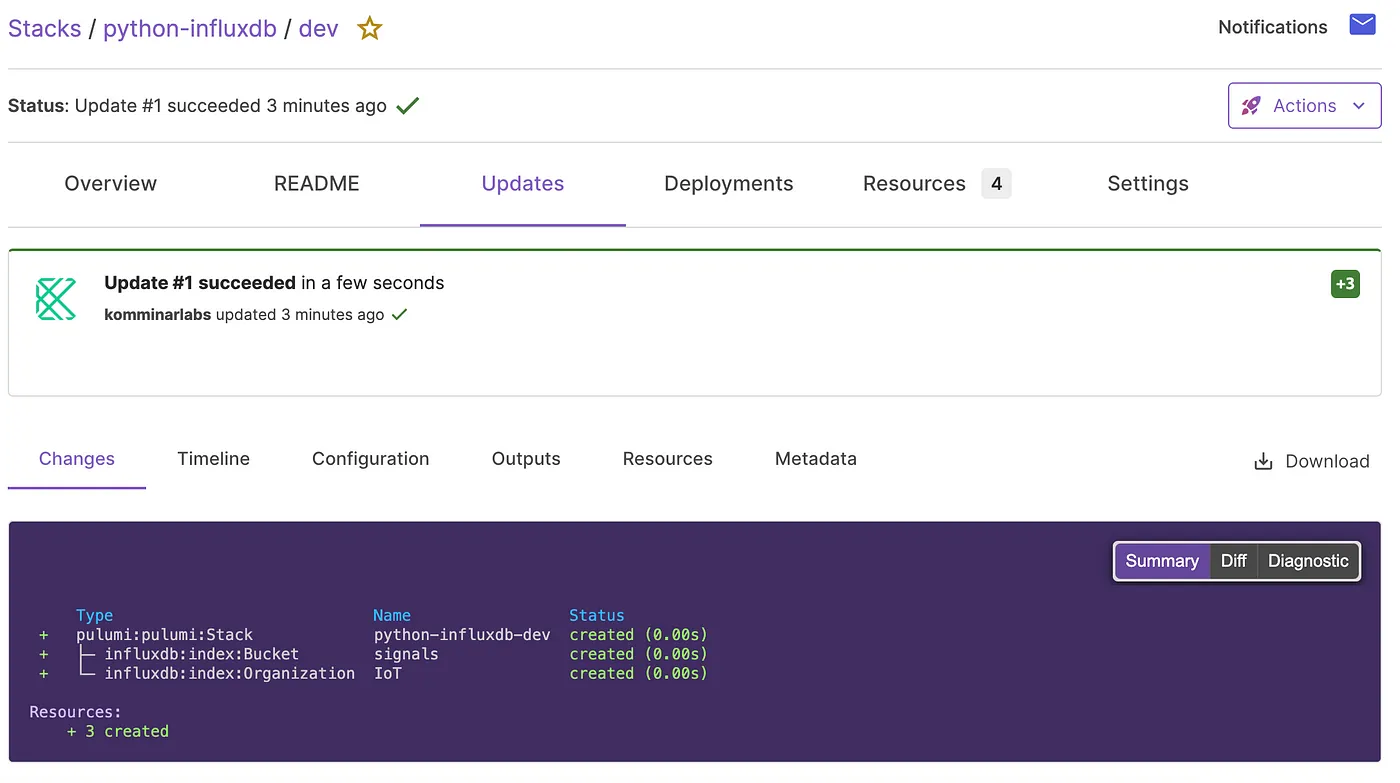 Stacks / python-influxdb / dev
Notifications
Status: Update #1 succeeded 3 minutes ago
Actions
Overview README Updates Deployments Resources 4 Settings
Update #1 succeeded in a few seconds
+3
komminarlabs updated 3 minutes ago
Changes Timeline Configuration Outputs Resources Metadata Download
Summary Diff Diagnostic
Type Name Status
+ pulumi:pulumi:Stack python-influxdb-dev created (0.00s)
+ ├─ influxdb:index:Bucket signals created (0.00s)
+ └─ influxdb:index:Organization IoT created (0.00s)
Resources:
+ 3 created